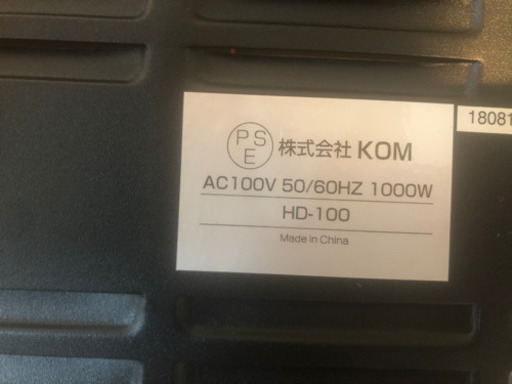 PSE 株式会社 KOM
AC100V 50/60HZ 1000W
HD-100
Made in China
18081